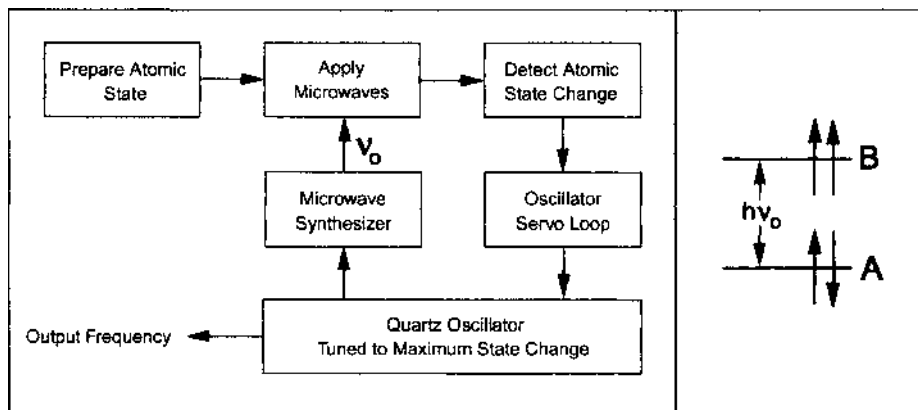 Prepare Atomic
State
Apply
Microwaves
Detect Atomic
State Change
ν₀
Microwave
Synthesizer
Oscillator
Servo Loop
Output Frequency
Quartz Oscillator
Tuned to Maximum State Change
B
hν₀
A